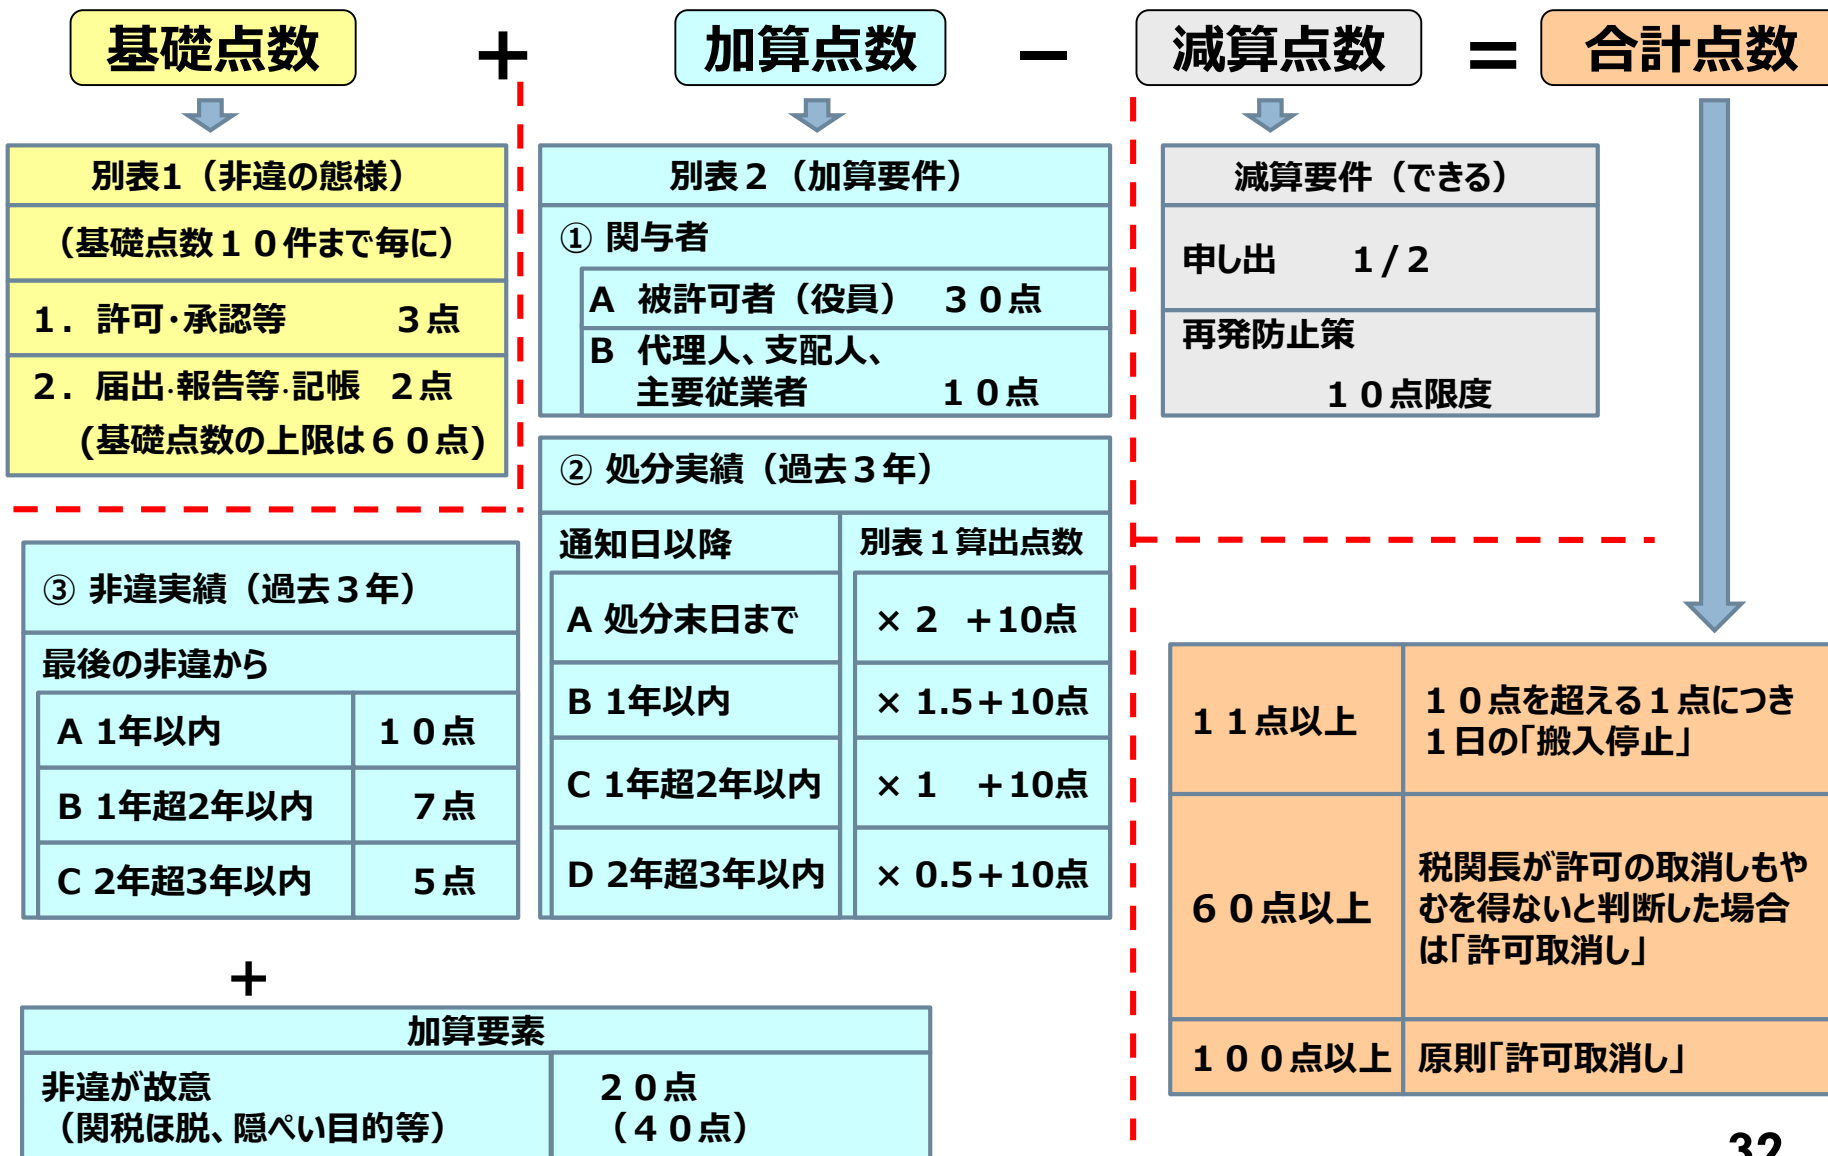 基礎点数 ＋ 加算点数 － 減算点数 ＝ 合計点数
別表1（非違の態様）
（基礎点数１０件まで毎に）
１．許可・承認等 ３点
２．届出・報告等・記帳 ２点
(基礎点数の上限は６０点)
別表２（加算要件）
① 関与者
A 被許可者（役員） ３０点
B 代理人、支配人、
主要従業者 １０点
② 処分実績（過去３年）
通知日以降 別表１算出点数
A 処分末日まで × 2 ＋10点
B 1年以内 × 1.5＋10点
C 1年超2年以内 × 1 ＋10点
D 2年超3年以内 × 0.5＋10点
③ 非違実績（過去３年）
最後の非違から
A 1年以内 １０点
B 1年超2年以内 ７点
C 2年超3年以内 ５点
＋
加算要素
非違が故意 ２０点
（関税ほ脱、隠ぺい目的等） （４０点）
減算要件（できる）
申し出 １/２
再発防止策
１０点限度
１１点以上 １０点を超える１点につき
１日の「搬入停止」
６０点以上 税関長が許可の取消しもや
むを得ないと判断した場合
は「許可取消し」
１００点以上 原則「許可取消し」
32